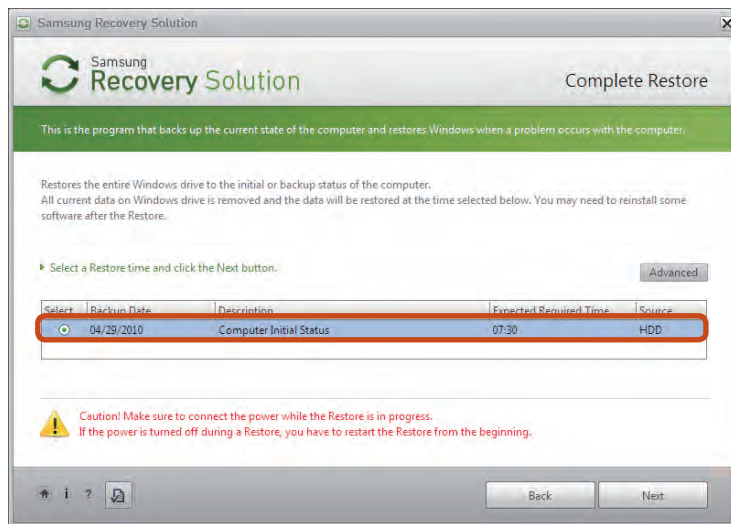 Samsung Recovery Solution
Samsung
Recovery Solution
Complete Restore
This is the program that backs up the current state of the computer and restores Windows when a problem occurs with the computer.
Restores the entire Windows drive to the initial or backup status of the computer.
All current data on Windows drive is removed and the data will be restored at the time selected below. You may need to reinstall some
software after the Restore.
Select a Restore time and click the Next button.
Advanced
Select Backup Date Description Expected Required Time Source
04/29/2010 Computer Initial Status 07:30 HDD
Caution! Make sure to connect the power while the Restore is in progress.
If the power is turned off during a Restore, you have to restart the Restore from the beginning.
i ? Back Next